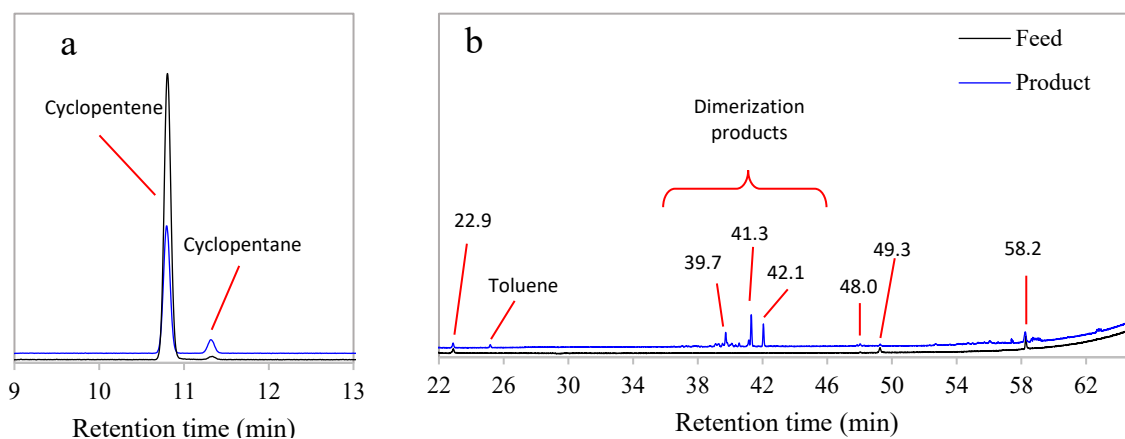 a
Cyclopentene
Cyclopentane
9 10 11 12 13
Retention time (min)
b
Feed
Product
Dimerization
products
22.9
Toluene
39.7
41.3
42.1
48.0
49.3
58.2
22 26 30 34 38 42 46 50 54 58 62
Retention time (min)